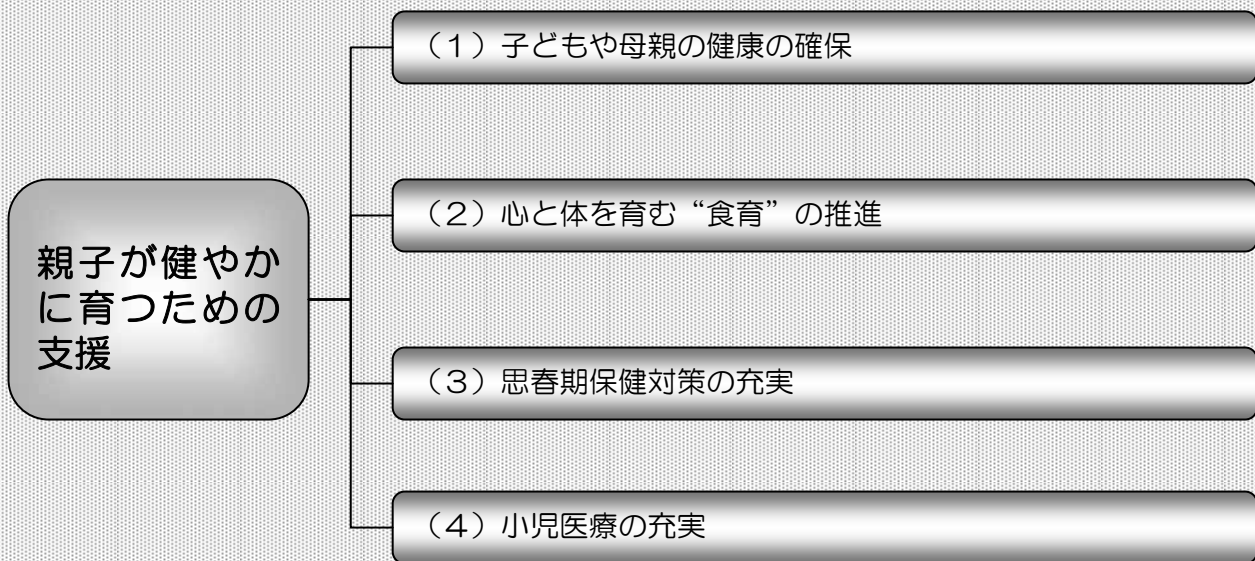 (1)子どもや母親の健康の確保
(2)心と体を育む“食育”の推進
親子が健やか
に育つための
支援
(3)思春期保健対策の充実
(4)小児医療の充実